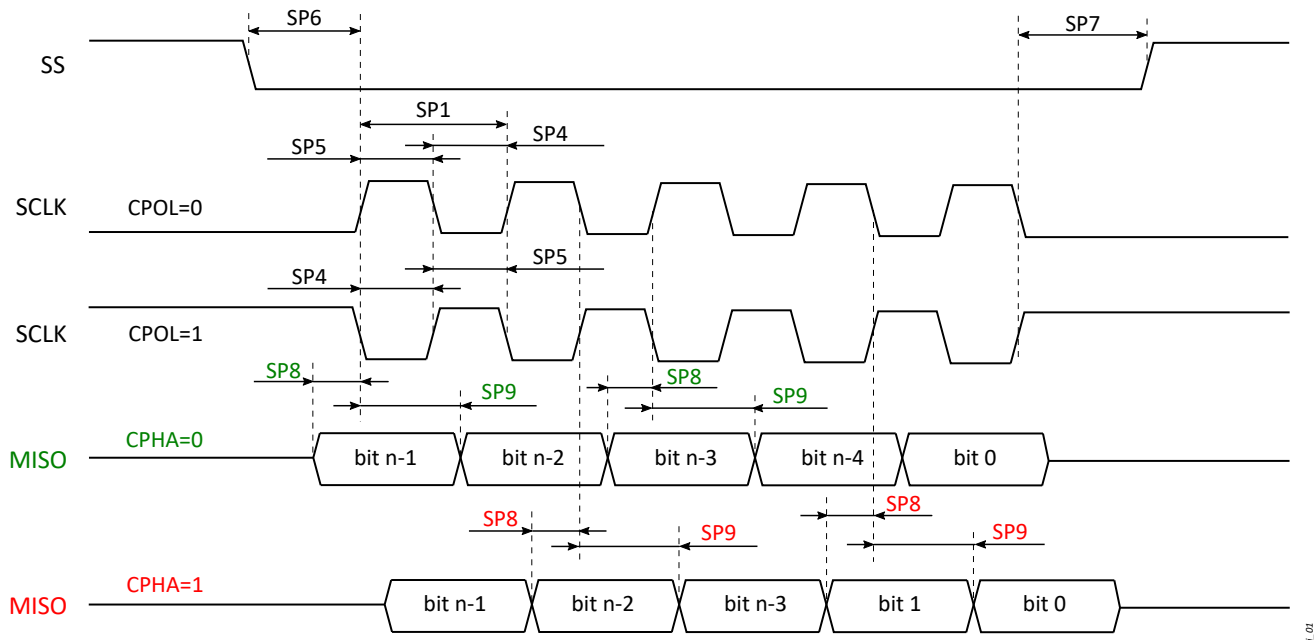 SP6
SP7
SS
SP1
SP4
SP5
SCLK CPOL=0
SP5
SP4
SCLK CPOL=1
SP8 SP8
SP9 SP9
MISO CPHA=0 bit n-1 bit n-2 bit n-3 bit n-4 bit 0
SP8 SP8
SP9 SP9
MISO CPHA=1 bit n-1 bit n-2 bit n-3 bit 1 bit 0